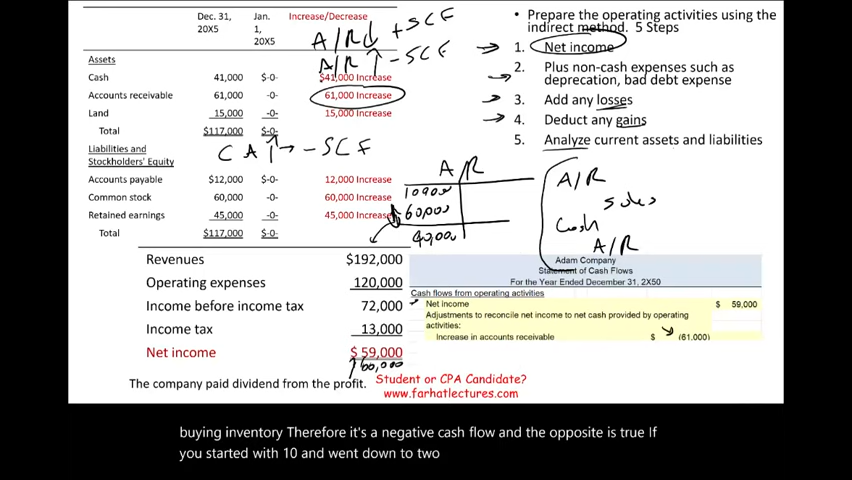 Dec. 31, 20X5 Jan. 1, 20X5 Increase/Decrease
A/R ↓ + SCF
A/R ↑ - SCF
Assets
Cash 41,000 $-0- $41,000 Increase
Accounts receivable 61,000 -0- 61,000 Increase
Land 15,000 -0- 15,000 Increase
Total $117,000 $-0-
CA ↑ → - SCF
Liabilities and Stockholders' Equity
Accounts payable $12,000 $-0- 12,000 Increase
Common stock 60,000 -0- 60,000 Increase
Retained earnings 45,000 -0- 45,000 Increase
Total $117,000 $-0-
• Prepare the operating activities using the
indirect method. 5 Steps
1. Net income
2. Plus non-cash expenses such as
deprecation, bad debt expense
3. Add any losses
4. Deduct any gains
5. Analyze current assets and liabilities
A/R
60,000
A/R
Sales
Cash
A/R
Revenues $192,000
Operating expenses 120,000
Income before income tax 72,000
Income tax 13,000
Net income $ 59,000
60,000
The company paid dividend from the profit.
Adam Company
Statement of Cash Flows
For the Year Ended December 31, 2X50
Cash flows from operating activities
Net income $ 59,000
Adjustments to reconcile net income to net cash provided by operating
activities:
Increase in accounts receivable $ (61,000)
Student or CPA Candidate?
www.farhatlectures.com
buying inventory Therefore it's a negative cash flow and the opposite is true If
you started with 10 and went down to two